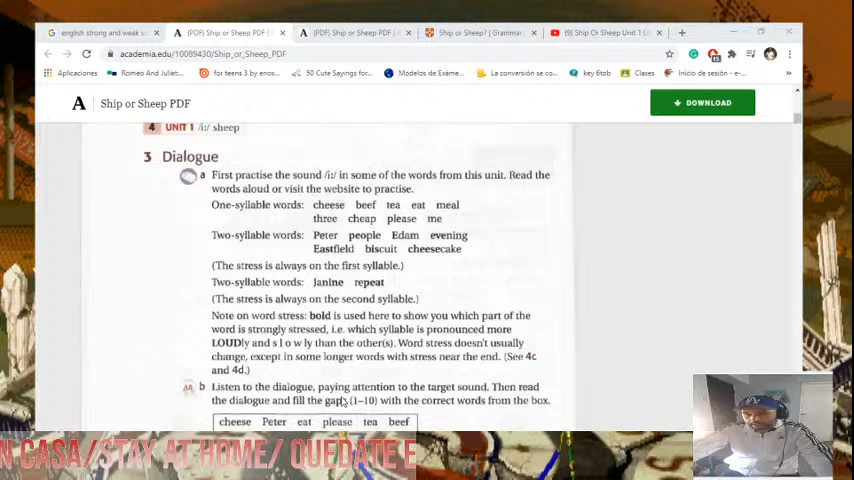 english strong and weak s
(PDF) Ship or Sheep PDF |
(PDF) Ship or Sheep PDF | A
Ship or Sheep? | Grammar
(9) Ship Or Sheep Unit 1 L
academia.edu/10089430/Ship_or_Sheep_PDF
15
Aplicaciones
Romeo And Juliet:..
for teens 3 by enos...
50 Cute Sayings for...
Modelos de Exáme...
La conversión se co...
key 6tob
Clases
Inicio de sesión - e-...
A Ship or Sheep PDF
DOWNLOAD
4 UNIT 1 /iː/ sheep
3 Dialogue
a First practise the sound /iː/ in some of the words from this unit. Read the
words aloud or visit the website to practise.
One-syllable words: cheese beef tea eat meal
three cheap please me
Two-syllable words: Peter people Edam evening
Eastfield biscuit cheesecake
(The stress is always on the first syllable.)
Two-syllable words: Janine repeat
(The stress is always on the second syllable.)
Note on word stress: bold is used here to show you which part of the
word is strongly stressed, i.e. which syllable is pronounced more
LOUDly and s l o w ly than the other(s). Word stress doesn't usually
change, except in some longer words with stress near the end. (See 4c
and 4d.)
A8 b Listen to the dialogue, paying attention to the target sound. Then read
the dialogue and fill the gaps (1–10) with the correct words from the box.
cheese Peter eat please tea beef
N CASA/STAY AT HOME/ QUEDATE E